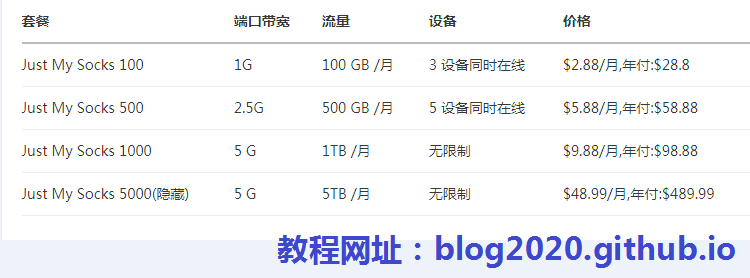 套餐 端口带宽 流量 设备 价格
Just My Socks 100 1G 100 GB /月 3 设备同时在线 $2.88/月,年付:$28.8
Just My Socks 500 2.5G 500 GB /月 5 设备同时在线 $5.88/月,年付:$58.88
Just My Socks 1000 5 G 1TB /月 无限制 $9.88/月,年付:$98.88
Just My Socks 5000(隐藏) 5 G 5TB /月 无限制 $48.99/月,年付:$489.99
教程网址：blog2020.github.io